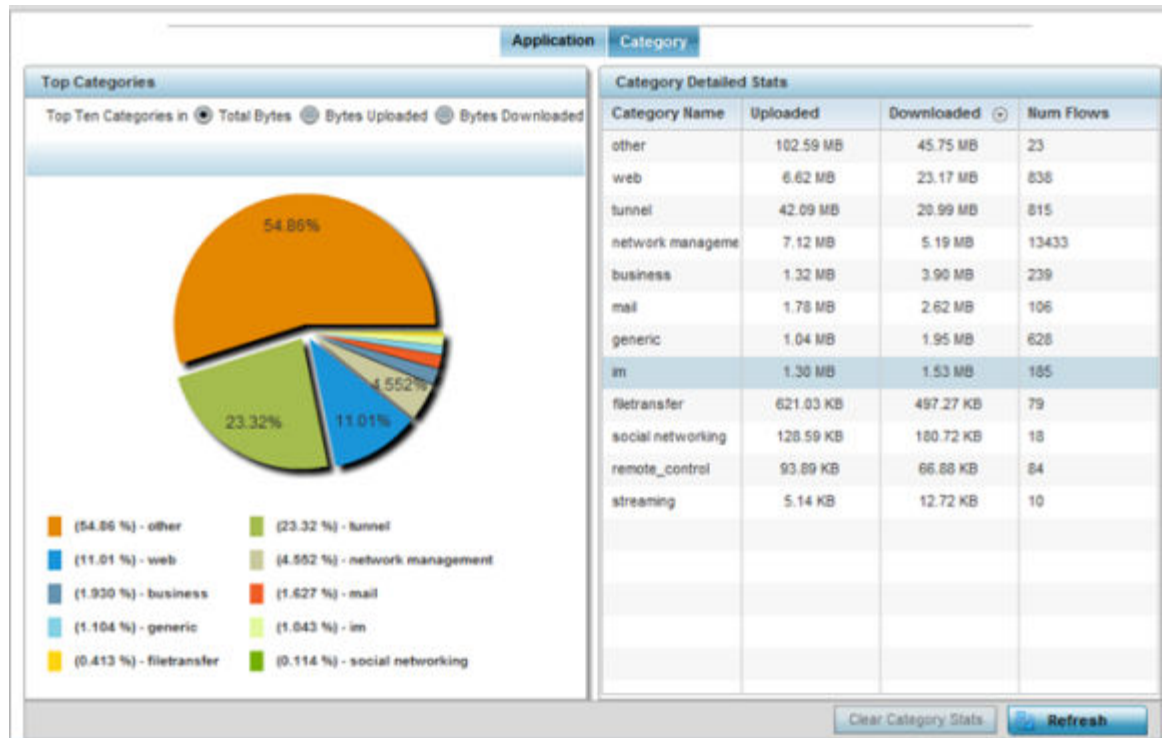 Application Category
Top Categories
Top Ten Categories in Total Bytes Bytes Uploaded Bytes Downloaded
54.86%
4.552%
23.32% 11.01%
(54.86 %) - other (23.32 %) - tunnel
(11.01 %) - web (4.552 %) - network management
(1.930 %) - business (1.627 %) - mail
(1.104 %) - generic (1.043 %) - im
(0.413 %) - filetransfer (0.114 %) - social networking
Category Detailed Stats
Category Name Uploaded Downloaded Num Flows
other 102.59 MB 45.75 MB 23
web 6.62 MB 23.17 MB 838
tunnel 42.09 MB 20.99 MB 815
network manageme 7.12 MB 5.19 MB 13433
business 1.32 MB 3.90 MB 239
mail 1.78 MB 2.62 MB 106
generic 1.04 MB 1.95 MB 628
im 1.30 MB 1.53 MB 185
filetransfer 621.03 KB 497.27 KB 79
social networking 128.59 KB 180.72 KB 18
remote_control 93.89 KB 66.88 KB 84
streaming 5.14 KB 12.72 KB 10
Clear Category Stats Refresh